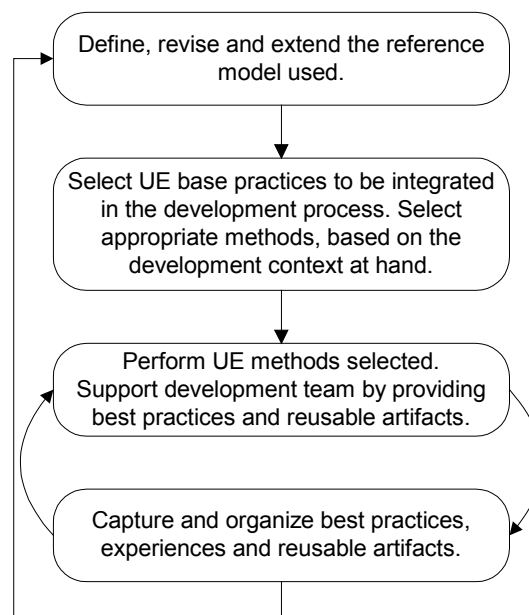 Define, revise and extend the reference
model used.
Select UE base practices to be integrated
in the development process. Select
appropriate methods, based on the
development context at hand.
Perform UE methods selected.
Support development team by providing
best practices and reusable artifacts.
Capture and organize best practices,
experiences and reusable artifacts.